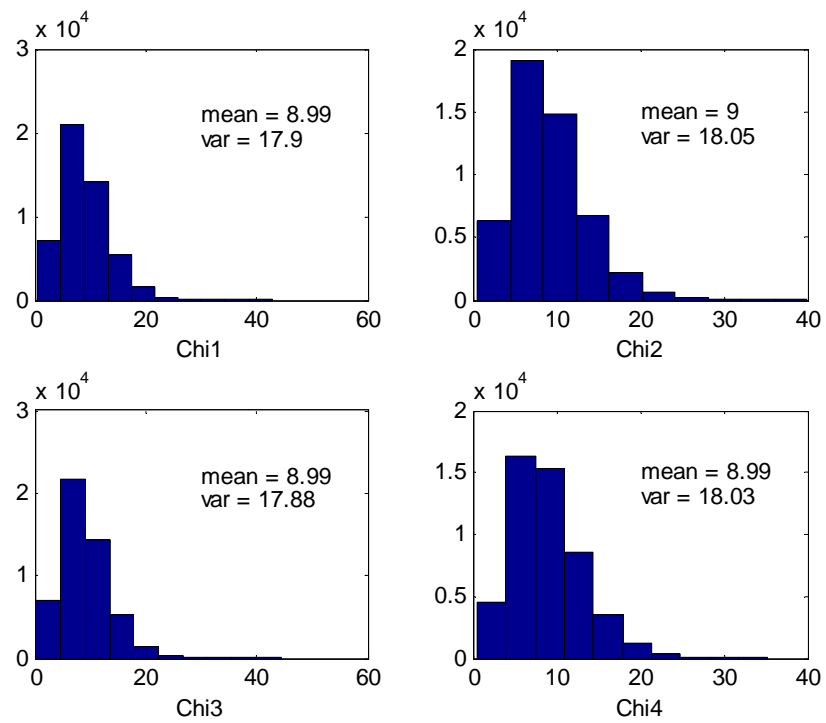 x 10^4
3
2
1
0
0 20 40 60
mean = 8.99
var = 17.9
Chi1
x 10^4
2
1.5
1
0.5
0
0 10 20 30 40
mean = 9
var = 18.05
Chi2
x 10^4
3
2
1
0
0 20 40 60
mean = 8.99
var = 17.88
Chi3
x 10^4
2
1.5
1
0.5
0
0 10 20 30 40
mean = 8.99
var = 18.03
Chi4